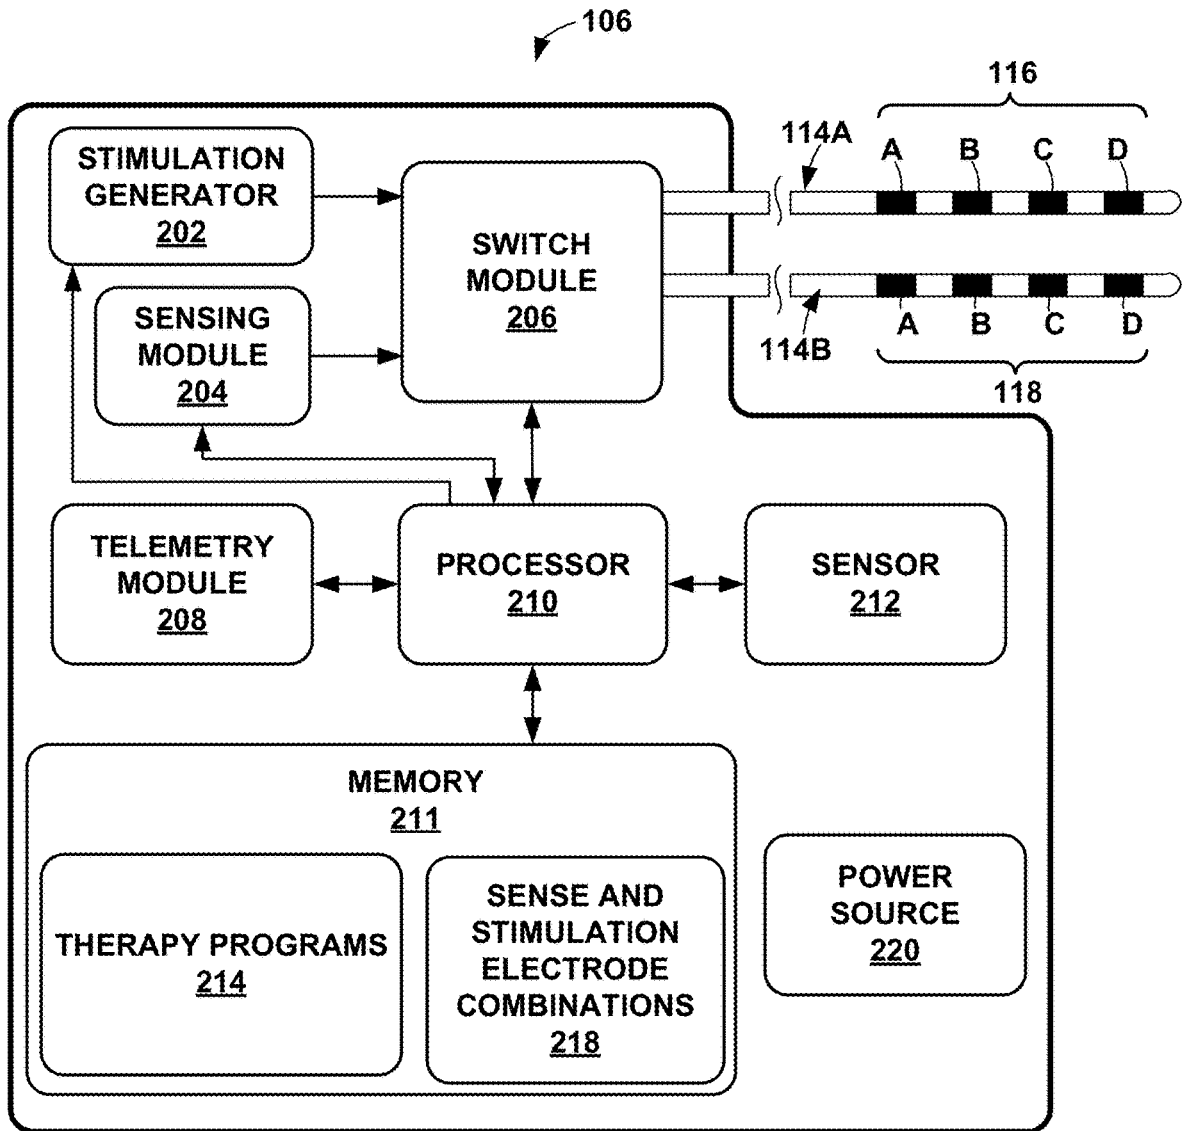 106
116
114A
A B C D
STIMULATION
GENERATOR
202
SWITCH
MODULE
206
SENSING
MODULE
204
A B C D
114B
118
TELEMETRY
MODULE
208
PROCESSOR
210
SENSOR
212
MEMORY
211
THERAPY PROGRAMS
214
SENSE AND
STIMULATION
ELECTRODE
COMBINATIONS
218
POWER
SOURCE
220